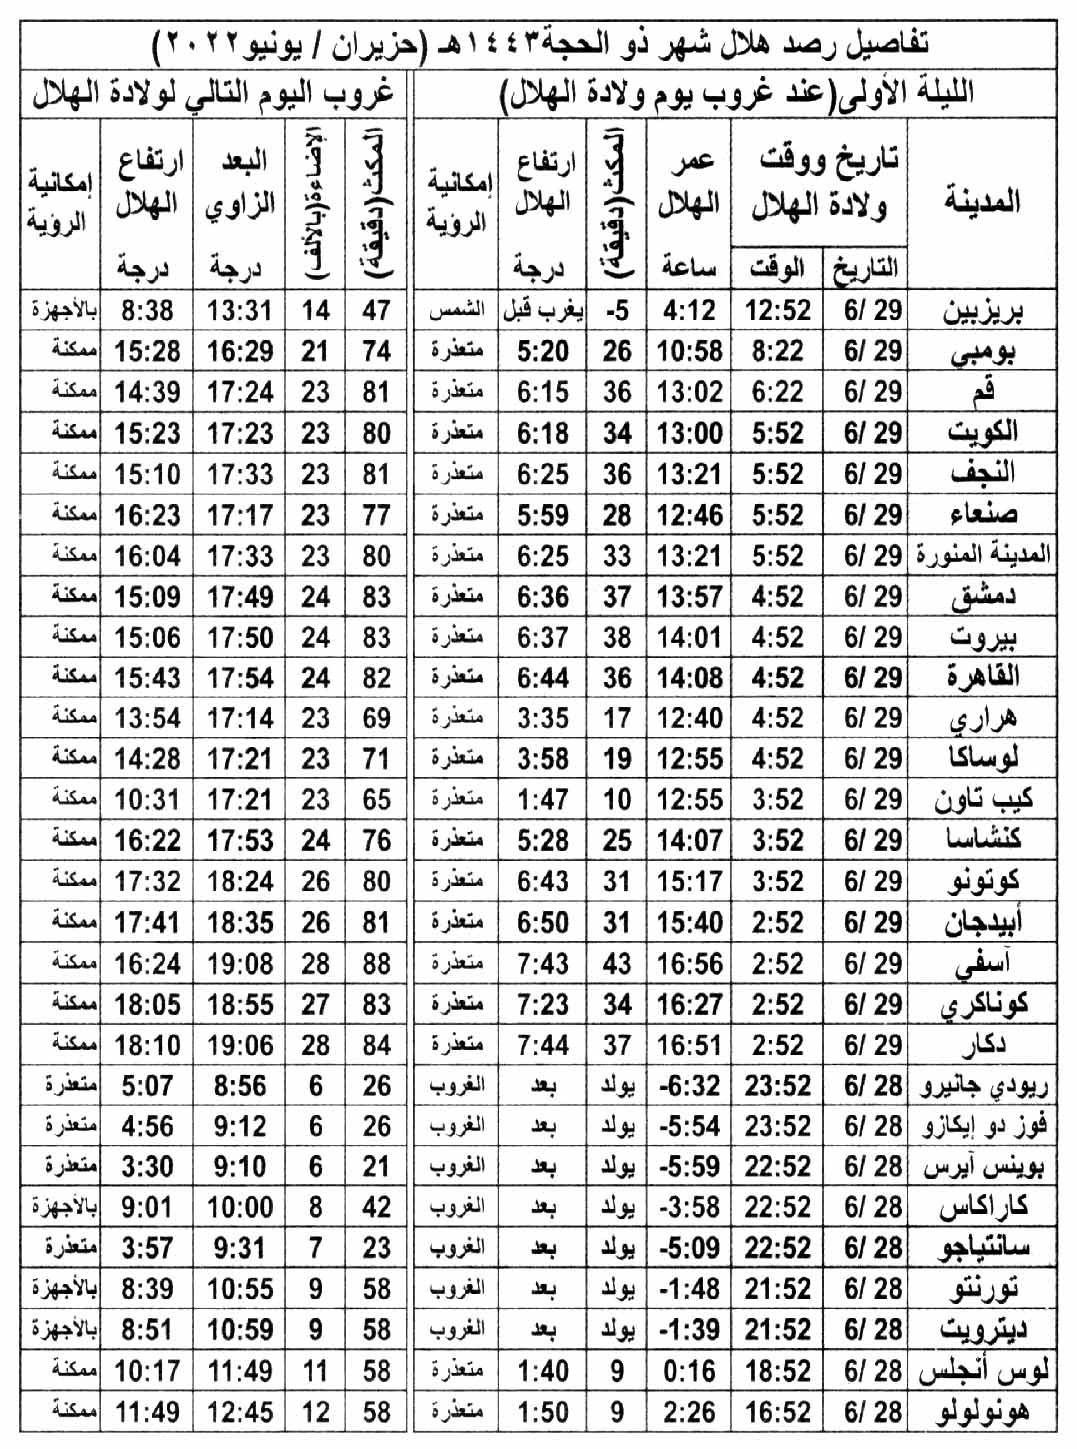 تفاصيل رصد هلال شهر ذو الحجة١٤٤٣هـ (حزيران / يونيو٢٠٢٢)
الليلة الأولى(عند غروب يوم ولادة الهلال) غروب اليوم التالي لولادة الهلال
المدينة تاريخ ووقت ولادة الهلال التاريخ الوقت عمر الهلال ساعة المكث(دقيقة) ارتفاع الهلال درجة إمكانية الرؤية المكث(دقيقة) الإضاءة(بالألف) البعد الزاوي درجة ارتفاع الهلال درجة إمكانية الرؤية
بريزبين 6/ 29 12:52 4:12 -5 يغرب قبل الشمس 47 14 13:31 8:38 بالأجهزة
بومبي 6/ 29 8:22 10:58 26 5:20 متعذرة 74 21 16:29 15:28 ممكنة
قم 6/ 29 6:22 13:02 36 6:15 متعذرة 81 23 17:24 14:39 ممكنة
الكويت 6/ 29 5:52 13:00 34 6:18 متعذرة 80 23 17:23 15:23 ممكنة
النجف 6/ 29 5:52 13:21 36 6:25 متعذرة 81 23 17:33 15:10 ممكنة
صنعاء 6/ 29 5:52 12:46 28 5:59 متعذرة 77 23 17:17 16:23 ممكنة
المدينة المنورة 6/ 29 5:52 13:21 33 6:25 متعذرة 80 23 17:33 16:04 ممكنة
دمشق 6/ 29 4:52 13:57 37 6:36 متعذرة 83 24 17:49 15:09 ممكنة
بيروت 6/ 29 4:52 14:01 38 6:37 متعذرة 83 24 17:50 15:06 ممكنة
القاهرة 6/ 29 4:52 14:08 36 6:44 متعذرة 82 24 17:54 15:43 ممكنة
هراري 6/ 29 4:52 12:40 17 3:35 متعذرة 69 23 17:14 13:54 ممكنة
لوساكا 6/ 29 4:52 12:55 19 3:58 متعذرة 71 23 17:21 14:28 ممكنة
كيب تاون 6/ 29 3:52 12:55 10 1:47 متعذرة 65 23 17:21 10:31 ممكنة
كنشاسا 6/ 29 3:52 14:07 25 5:28 متعذرة 76 24 17:53 16:22 ممكنة
كوتونو 6/ 29 3:52 15:17 31 6:43 متعذرة 80 26 18:24 17:32 ممكنة
أبيدجان 6/ 29 2:52 15:40 31 6:50 متعذرة 81 26 18:35 17:41 ممكنة
آسفي 6/ 29 2:52 16:56 43 7:43 متعذرة 88 28 19:08 16:24 ممكنة
كوناكري 6/ 29 2:52 16:27 34 7:23 متعذرة 83 27 18:55 18:05 ممكنة
دكار 6/ 29 2:52 16:51 37 7:44 متعذرة 84 28 19:06 18:10 ممكنة
ريودي جانيرو 6/ 28 23:52 -6:32 يولد بعد الغروب 26 6 8:56 5:07 متعذرة
فوز دو إيكازو 6/ 28 23:52 -5:54 يولد بعد الغروب 26 6 9:12 4:56 متعذرة
بوينس آيرس 6/ 28 22:52 -5:59 يولد بعد الغروب 21 6 9:10 3:30 متعذرة
كاراكاس 6/ 28 22:52 -3:58 يولد بعد الغروب 42 8 10:00 9:01 بالأجهزة
سانتياجو 6/ 28 22:52 -5:09 يولد بعد الغروب 23 7 9:31 3:57 متعذرة
تورنتو 6/ 28 21:52 -1:48 يولد بعد الغروب 58 9 10:55 8:39 بالأجهزة
ديترويت 6/ 28 21:52 -1:39 يولد بعد الغروب 58 9 10:59 8:51 بالأجهزة
لوس أنجلس 6/ 28 18:52 0:16 9 1:40 متعذرة 58 11 11:49 10:17 ممكنة
هونولولو 6/ 28 16:52 2:26 9 1:50 متعذرة 58 12 12:45 11:49 ممكنة